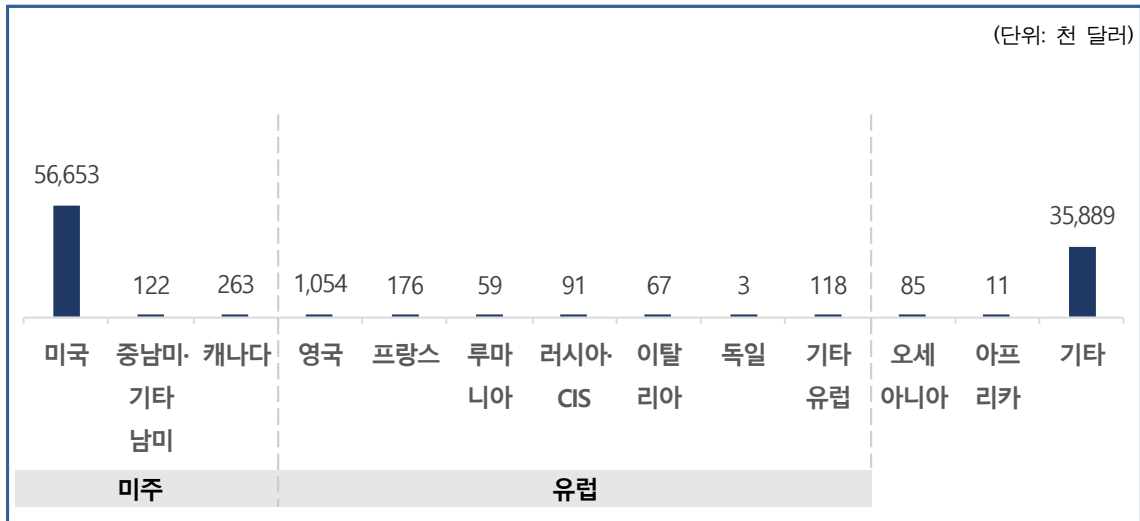 (단위: 천 달러)
56,653
122
263
1,054
176
59
91
67
3
118
85
11
35,889
미국
중남미·
기타
남미
캐나다
영국
프랑스
루마
니아
러시아·
CIS
이탈
리아
독일
기타
유럽
오세
아니아
아프
리카
기타
미주
유럽